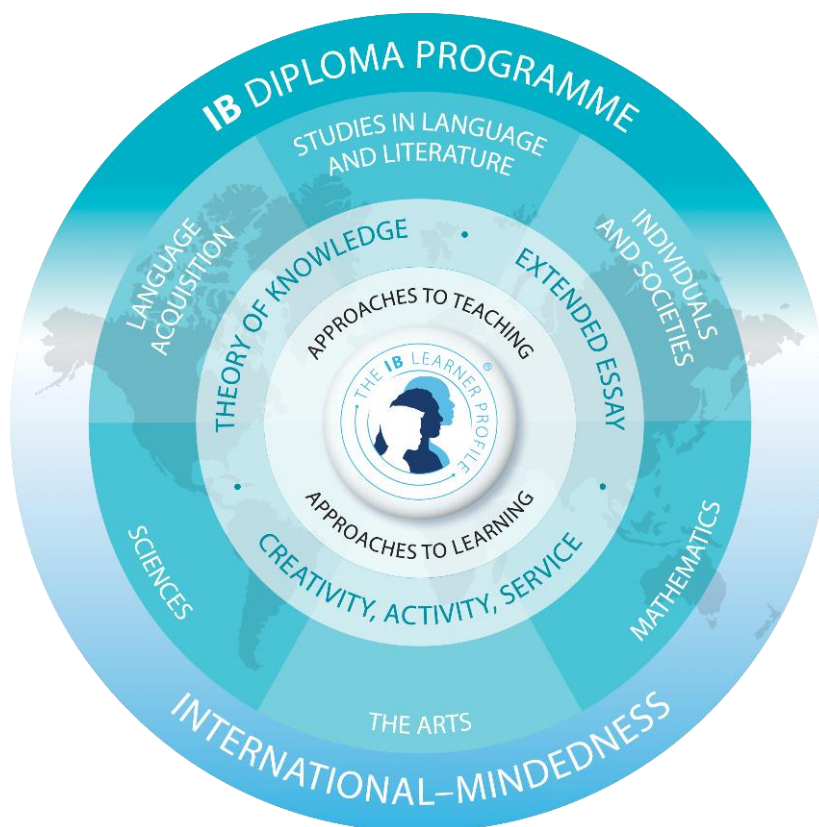 IB DIPLOMA PROGRAMME
STUDIES IN LANGUAGE
AND LITERATURE
LANGUAGE
ACQUISITION
INDIVIDUALS
AND SOCIETIES
THEORY OF KNOWLEDGE
•
EXTENDED ESSAY
APPROACHES TO TEACHING
THE IB LEARNER PROFILE ®
APPROACHES TO LEARNING
•
CREATIVITY, ACTIVITY, SERVICE
•
SCIENCES
MATHEMATICS
THE ARTS
INTERNATIONAL–MINDEDNESS